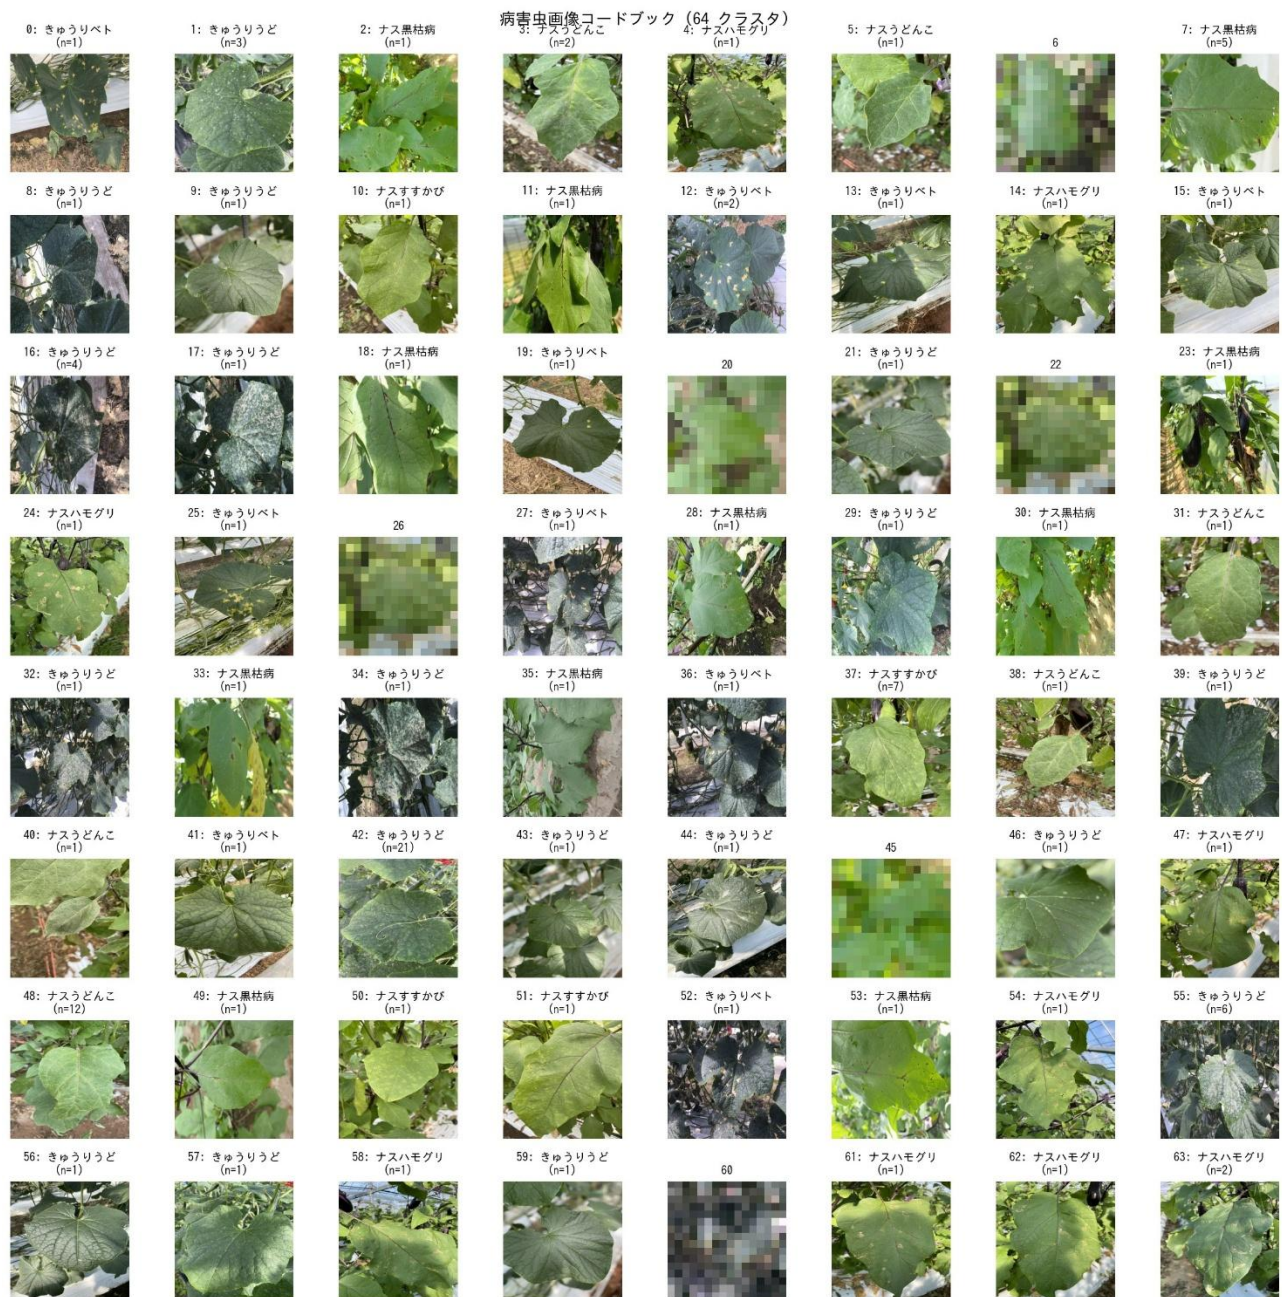 病害虫画像コードブック (64 クラスタ)
0: きゅうりベト
(n=1)
1: きゅうりうど
(n=3)
2: ナス黒枯病
(n=1)
3: ナスうどんこ
(n=2)
4: ナスハモグリ
(n=1)
5: ナスうどんこ
(n=1)
6
7: ナス黒枯病
(n=5)
8: きゅうりうど
(n=1)
9: きゅうりうど
(n=1)
10: ナスすすかび
(n=1)
11: ナス黒枯病
(n=1)
12: きゅうりベト
(n=2)
13: きゅうりベト
(n=1)
14: ナスハモグリ
(n=1)
15: きゅうりベト
(n=1)
16: きゅうりうど
(n=4)
17: きゅうりうど
(n=1)
18: ナス黒枯病
(n=1)
19: きゅうりベト
(n=1)
20
21: きゅうりうど
(n=1)
22
23: ナス黒枯病
(n=1)
24: ナスハモグリ
(n=1)
25: きゅうりベト
(n=1)
26
27: きゅうりベト
(n=1)
28: ナス黒枯病
(n=1)
29: きゅうりうど
(n=1)
30: ナス黒枯病
(n=1)
31: ナスうどんこ
(n=1)
32: きゅうりうど
(n=1)
33: ナス黒枯病
(n=1)
34: きゅうりうど
(n=1)
35: ナス黒枯病
(n=1)
36: きゅうりベト
(n=1)
37: ナスすすかび
(n=7)
38: ナスうどんこ
(n=1)
39: きゅうりうど
(n=1)
40: ナスうどんこ
(n=1)
41: きゅうりベト
(n=1)
42: きゅうりうど
(n=21)
43: きゅうりうど
(n=1)
44: きゅうりうど
(n=1)
45
46: きゅうりうど
(n=1)
47: ナスハモグリ
(n=1)
48: ナスうどんこ
(n=12)
49: ナス黒枯病
(n=1)
50: ナスすすかび
(n=1)
51: ナスすすかび
(n=1)
52: きゅうりベト
(n=1)
53: ナス黒枯病
(n=1)
54: ナスハモグリ
(n=1)
55: きゅうりうど
(n=6)
56: きゅうりうど
(n=1)
57: きゅうりうど
(n=1)
58: ナスハモグリ
(n=1)
59: きゅうりうど
(n=1)
60
61: ナスハモグリ
(n=1)
62: ナスハモグリ
(n=1)
63: ナスハモグリ
(n=2)